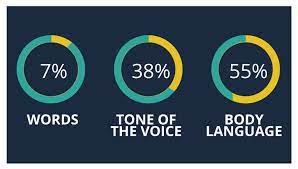 7%
38%
55%
WORDS
TONE OF
THE VOICE
BODY
LANGUAGE